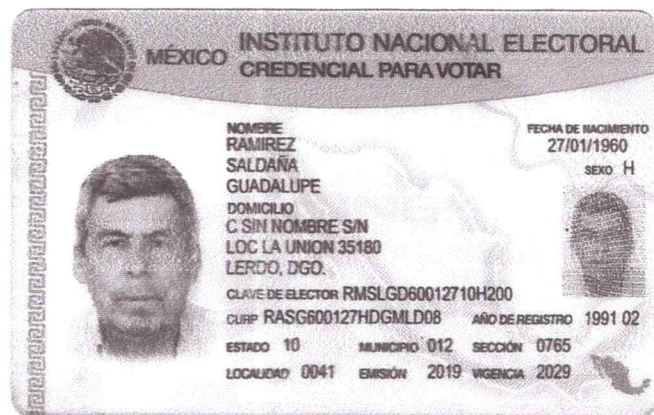 MÉXICO INSTITUTO NACIONAL ELECTORAL
CREDENCIAL PARA VOTAR
NOMBRE
RAMIREZ
SALDAÑA
GUADALUPE
FECHA DE NACIMIENTO
27/01/1960
SEXO H
DOMICILIO
C SIN NOMBRE S/N
LOC LA UNION 35180
LERDO, DGO.
CLAVE DE ELECTOR RMSLGD60012710H200
CURP RASG600127HDGMLD08 AÑO DE REGISTRO 1991 02
ESTADO 10 MUNICIPIO 012 SECCIÓN 0765
LOCALIDAD 0041 EMISIÓN 2019 VIGENCIA 2029